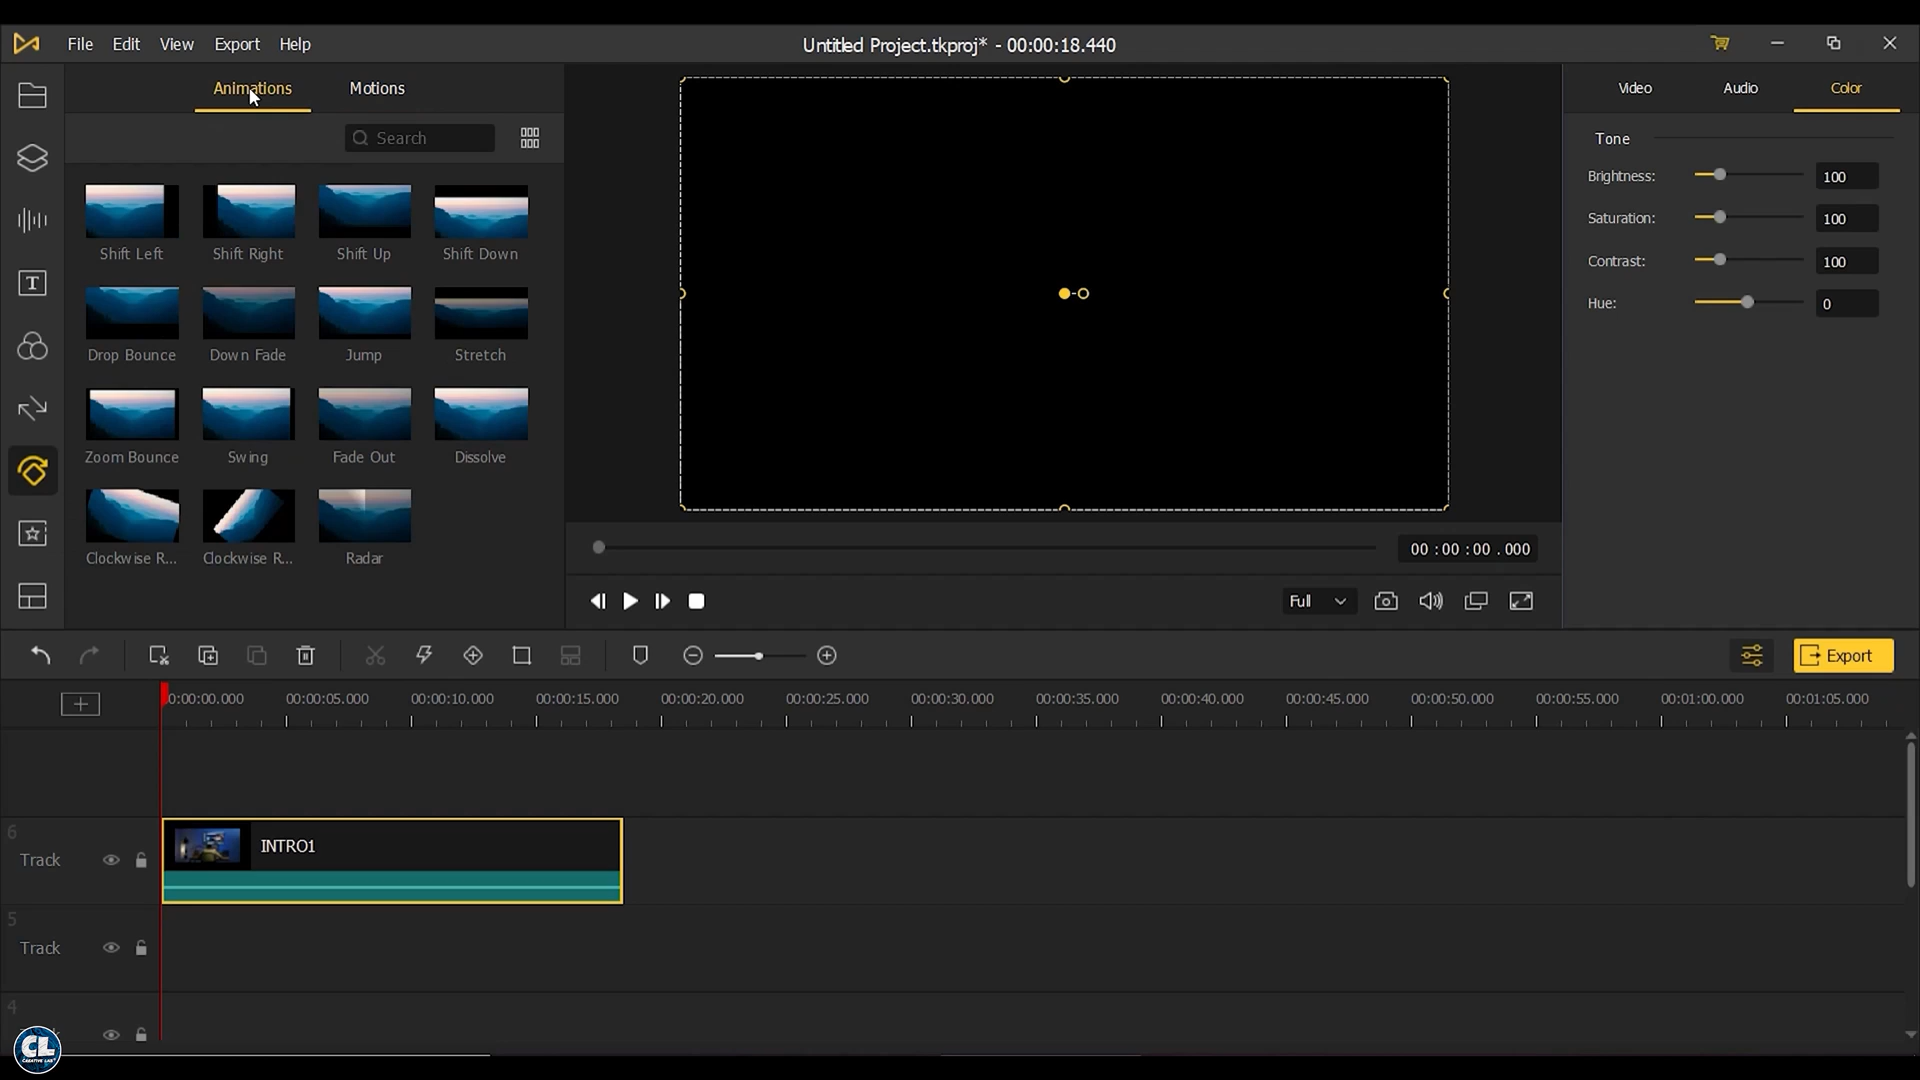 File Edit View Export Help
Untitled Project.tkproj* - 00:00:18.440
Animations Motions
Search
Shift Left Shift Right Shift Up Shift Down
Drop Bounce Down Fade Jump Stretch
Zoom Bounce Swing Fade Out Dissolve
Clockwise R... Clockwise R... Radar
Video Audio Color
Tone
Brightness: 100
Saturation: 100
Contrast: 100
Hue: 0
00 : 00 : 00 . 000
Full
Export
0:00:00.000 00:00:05.000 00:00:10.000 00:00:15.000 00:00:20.000 00:00:25.000 00:00:30.000 00:00:35.000 00:00:40.000 00:00:45.000 00:00:50.000 00:00:55.000 00:01:00.000 00:01:05.000
6
Track
INTRO1
5
Track
4
CL